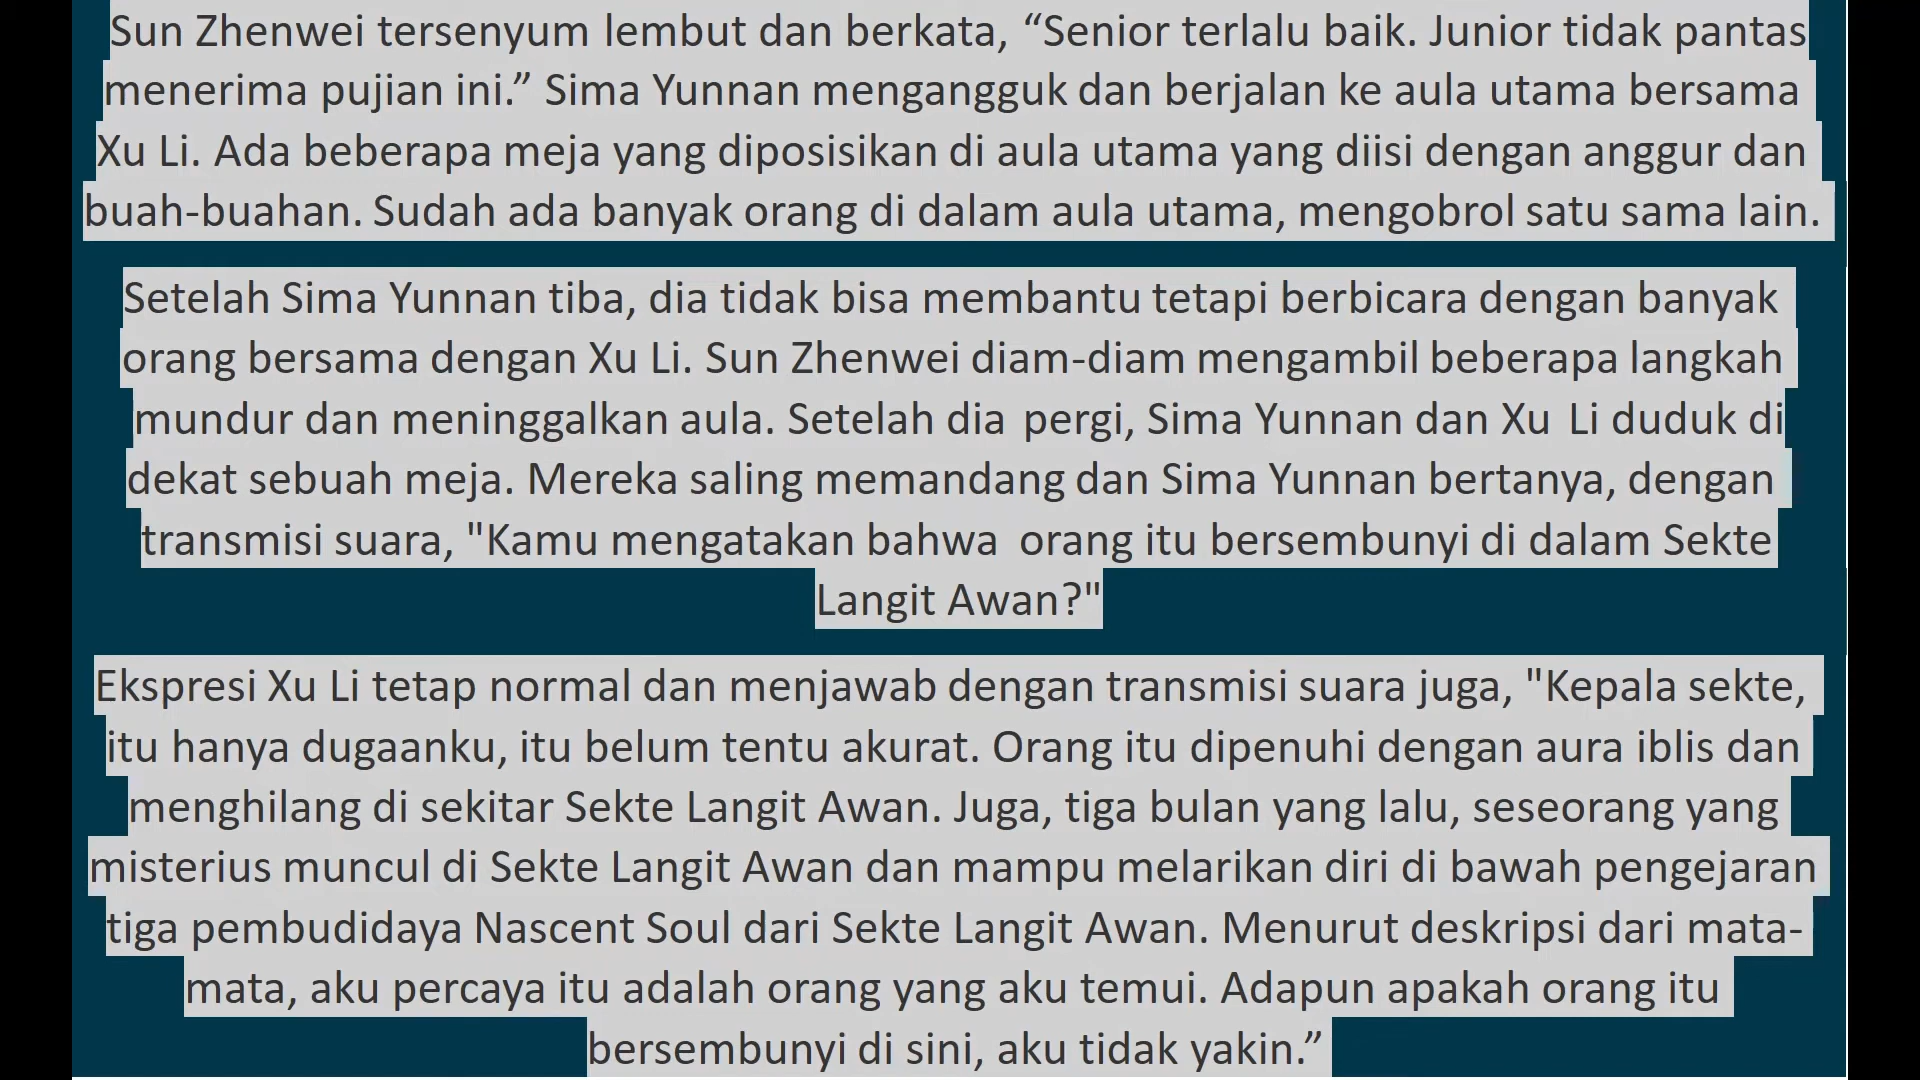 Sun Zhenwei tersenyum lembut dan berkata, “Senior terlalu baik. Junior tidak pantas
menerima pujian ini.” Sima Yunnan mengangguk dan berjalan ke aula utama bersama
Xu Li. Ada beberapa meja yang diposisikan di aula utama yang diisi dengan anggur dan
buah-buahan. Sudah ada banyak orang di dalam aula utama, mengobrol satu sama lain.
Setelah Sima Yunnan tiba, dia tidak bisa membantu tetapi berbicara dengan banyak
orang bersama dengan Xu Li. Sun Zhenwei diam-diam mengambil beberapa langkah
mundur dan meninggalkan aula. Setelah dia pergi, Sima Yunnan dan Xu Li duduk di
dekat sebuah meja. Mereka saling memandang dan Sima Yunnan bertanya, dengan
transmisi suara, "Kamu mengatakan bahwa orang itu bersembunyi di dalam Sekte
Langit Awan?"
Ekspresi Xu Li tetap normal dan menjawab dengan transmisi suara juga, "Kepala sekte,
itu hanya dugaanku, itu belum tentu akurat. Orang itu dipenuhi dengan aura iblis dan
menghilang di sekitar Sekte Langit Awan. Juga, tiga bulan yang lalu, seseorang yang
misterius muncul di Sekte Langit Awan dan mampu melarikan diri di bawah pengejaran
tiga pembudidaya Nascent Soul dari Sekte Langit Awan. Menurut deskripsi dari mata-
mata, aku percaya itu adalah orang yang aku temui. Adapun apakah orang itu
bersembunyi di sini, aku tidak yakin.”